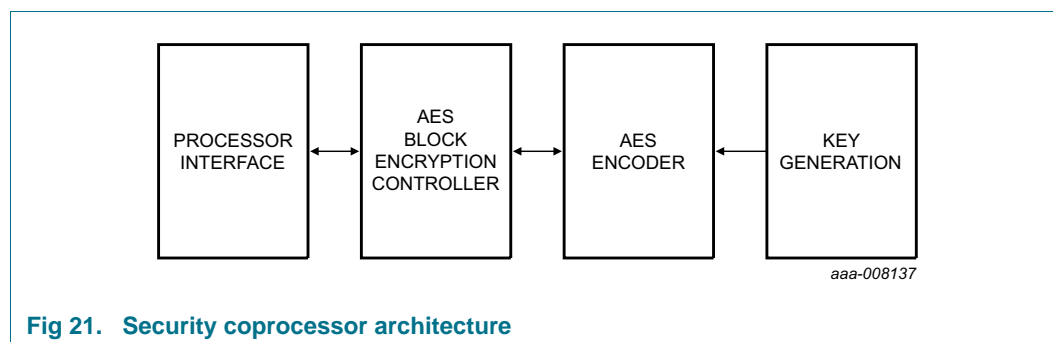 PROCESSOR
INTERFACE
AES
BLOCK
ENCRYPTION
CONTROLLER
AES
ENCODER
KEY
GENERATION
aaa-008137
Fig 21. Security coprocessor architecture